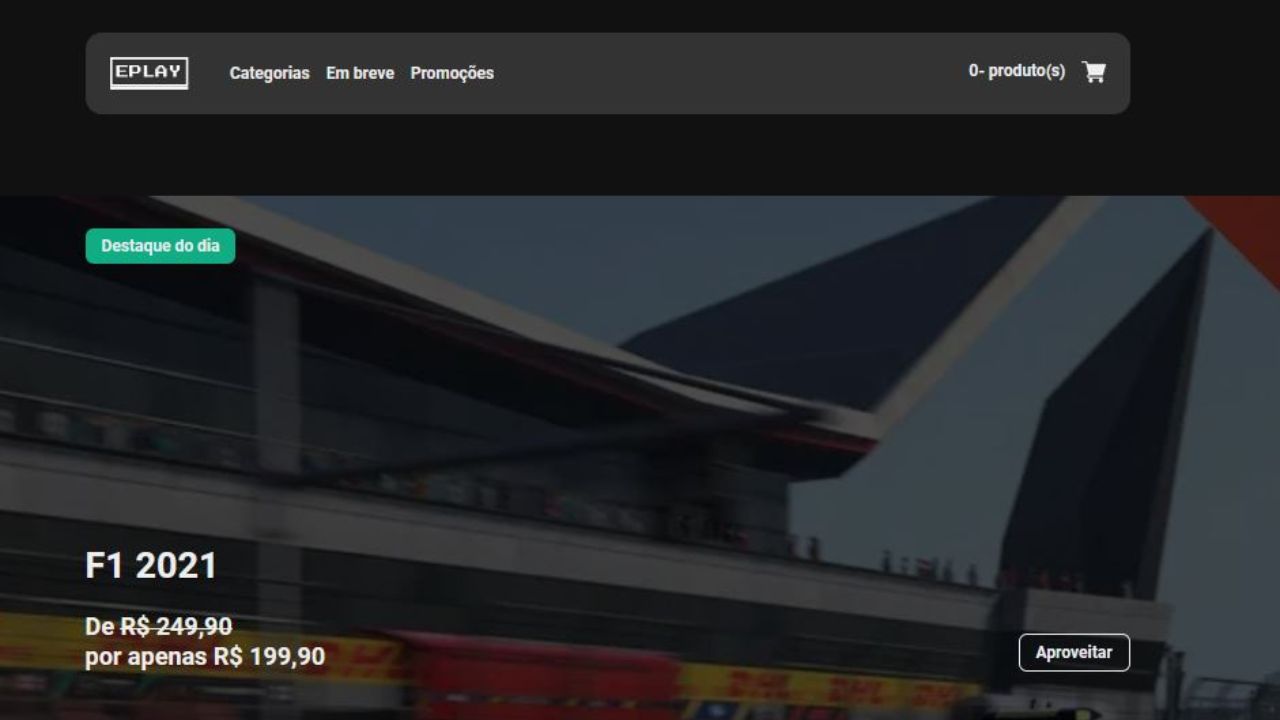 EPLAY
Categorias Em breve Promoções
0- produto(s)
Destaque do dia
F1 2021
De R$ 249,90
por apenas R$ 199,90
Aproveitar
DHL DHL DHL